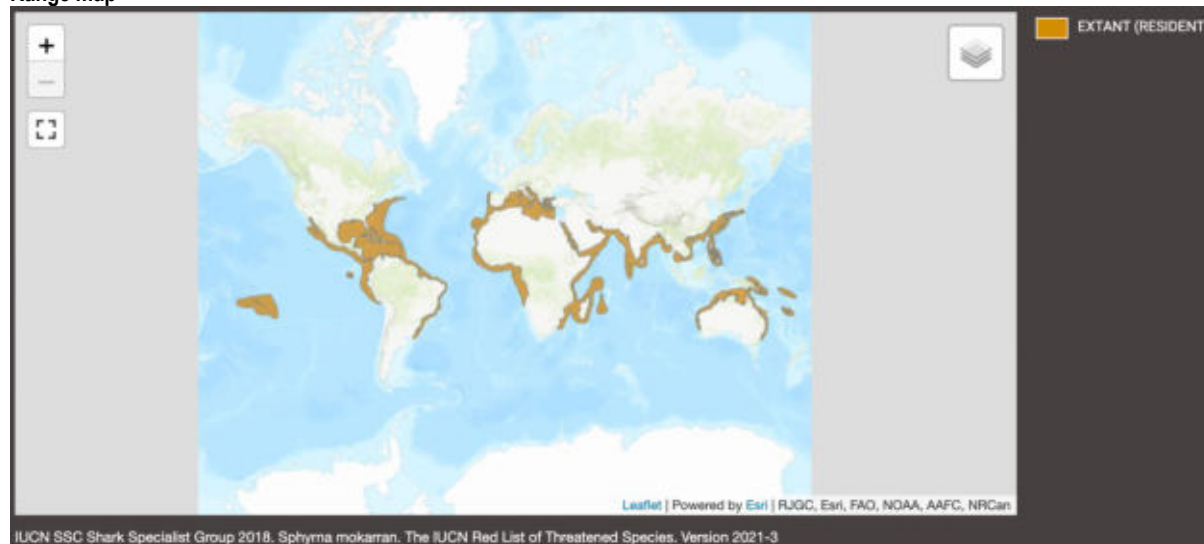 +
EXTANT (RESIDENT
−
Leaflet | Powered by Esri | RJGC, Esri, FAO, NOAA, AAFC, NRCan
IUCN SSC Shark Specialist Group 2018. Sphyrna mokarran. The IUCN Red List of Threatened Species. Version 2021-3